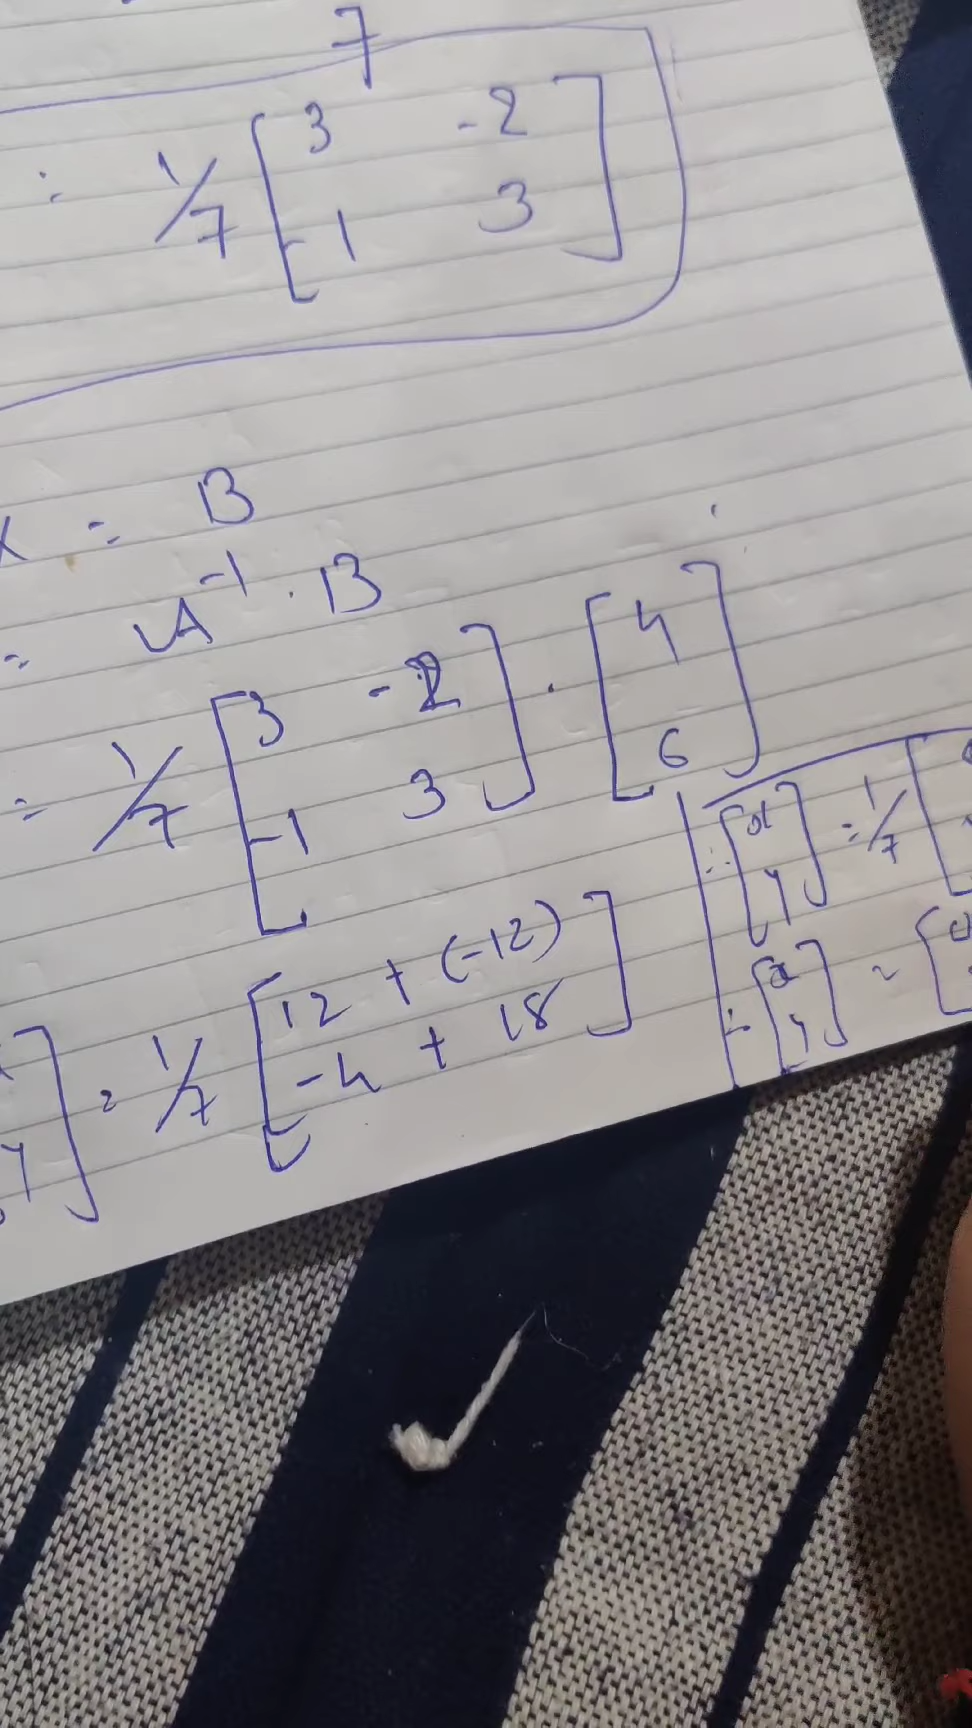 7
= 1/7 [ 3 -2
-1 3 ]
X = B
= A⁻¹ . B
= 1/7 [ 3 -2
-1 3 ] . [ 4
6 ]
y ] = 1/7 [ 12 + (-12)
-4 + 18 ]
∴ [ x
y ] = 1/7 [
∴ [ x
y ] = [